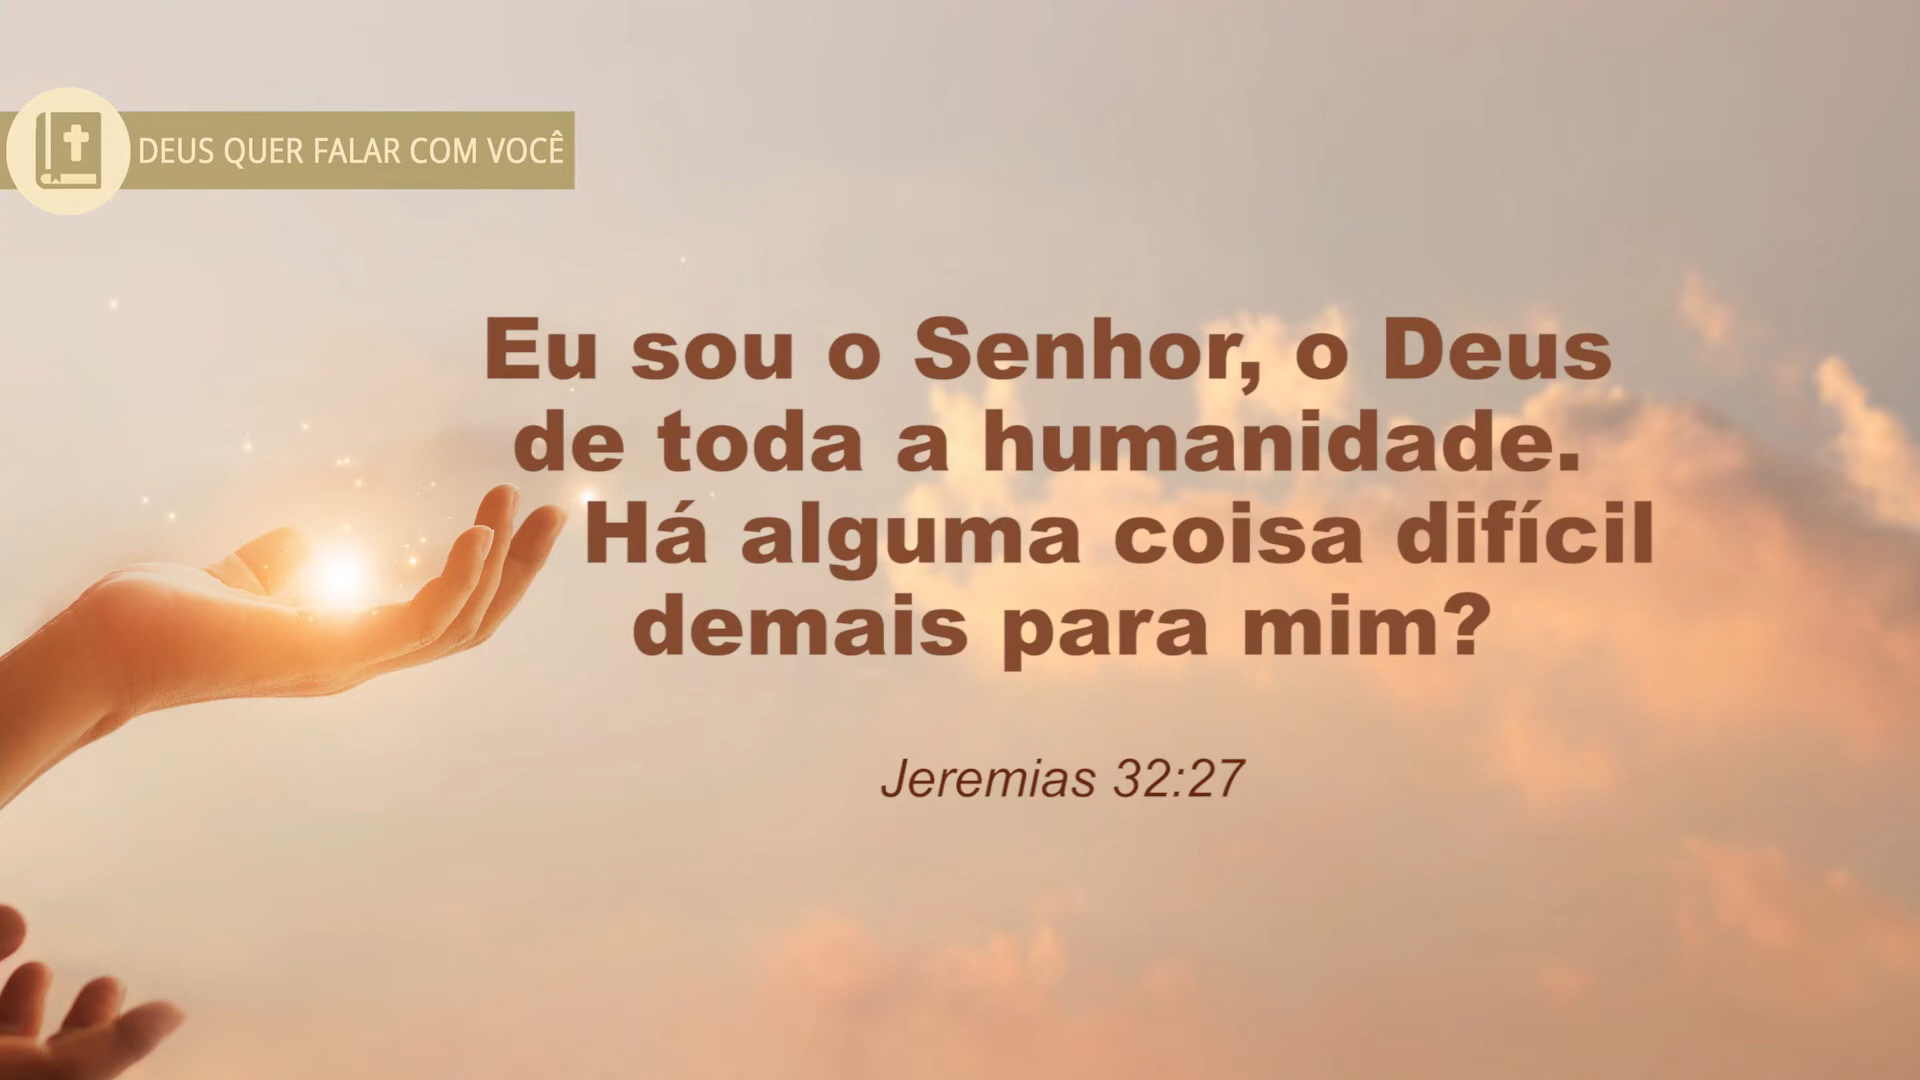 DEUS QUER FALAR COM VOCÊ
Eu sou o Senhor, o Deus
de toda a humanidade.
Há alguma coisa difícil
demais para mim?
Jeremias 32:27